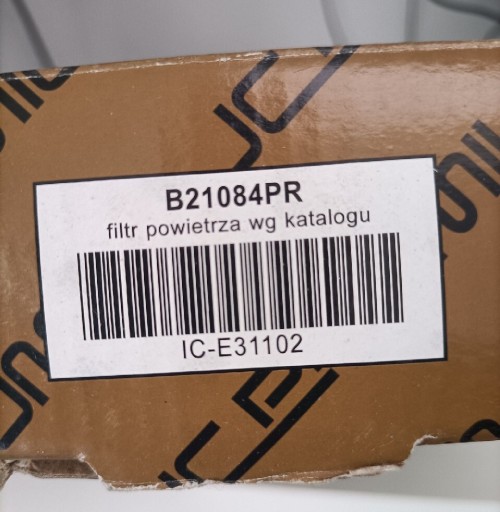 B21084PR
filtr powietrza wg katalogu
IC-E31102